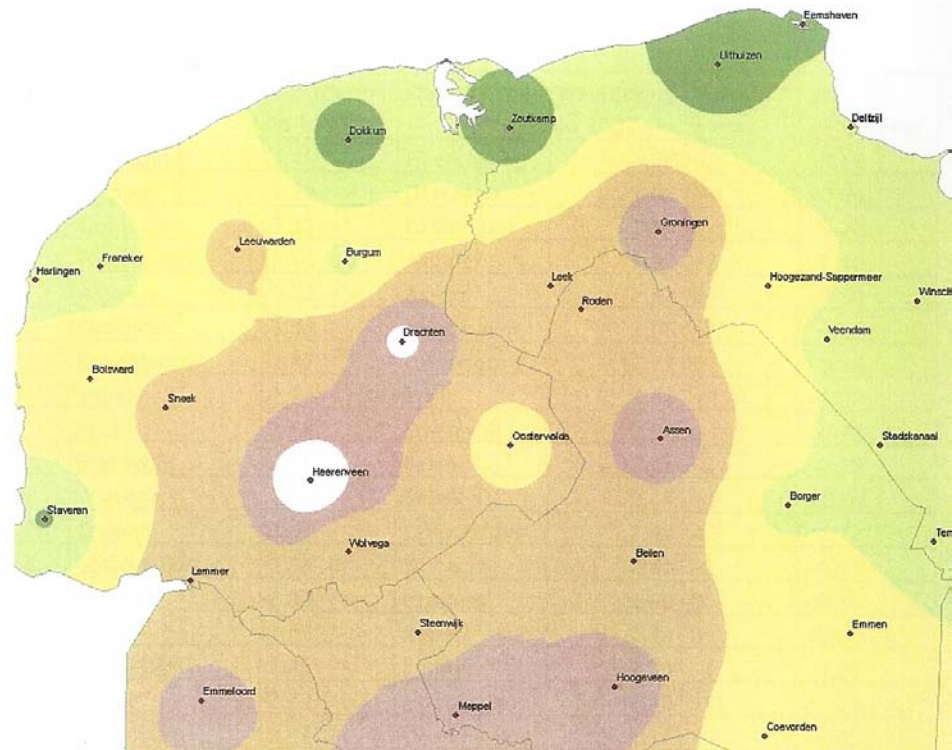 Eemshaven
Uithuizen
Delfzijl
Zoutkamp
Dokkum
Groningen
Leeuwarden
Burgum
Franeker
Harlingen
Leek
Hoogezand-Sappermeer
Roden
Drachten
Veendam
Bolsward
Sneek
Assen
Oosterwolde
Stadskanaal
Heerenveen
Borger
Staveren
Wolvega
Beilen
Lemmer
Steenwijk
Emmen
Hoogeveen
Emmeloord
Meppel
Coevorden